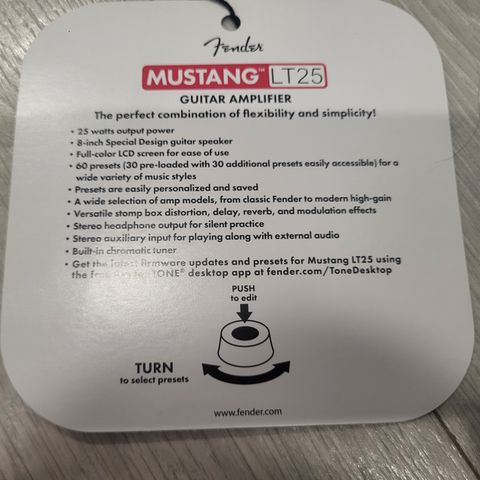 Fender
MUSTANG™ LT25
GUITAR AMPLIFIER
The perfect combination of flexibility and simplicity!
• 25 watts output power
• 8-inch Special Design guitar speaker
• Full-color LCD screen for ease of use
• 60 presets (30 pre-loaded with 30 additional presets easily accessible) for a
wide variety of music styles
• Presets are easily personalized and saved
• A wide selection of amp models, from classic Fender to modern high-gain
• Versatile stomp box distortion, delay, reverb, and modulation effects
• Stereo headphone output for silent practice
• Stereo auxiliary input for playing along with external audio
• Built-in chromatic tuner
• Get the latest firmware updates and presets for Mustang LT25 using
the free Fender TONE® desktop app at fender.com/ToneDesktop
PUSH
to edit
TURN
to select presets
www.fender.com